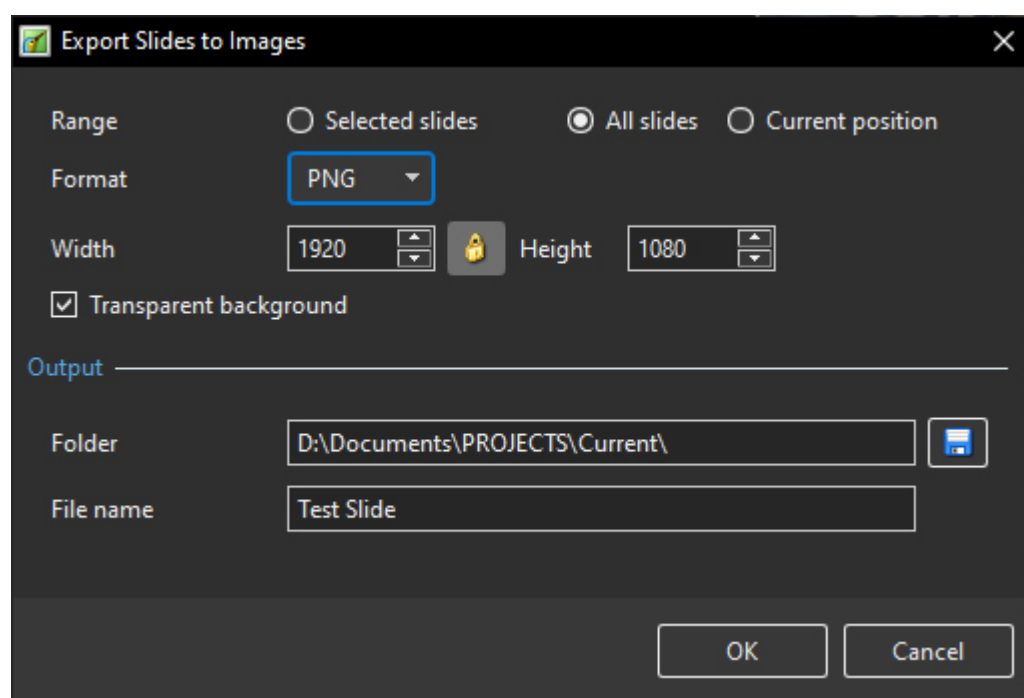 Export Slides to Images
Range Selected slides All slides Current position
Format PNG
Width 1920 Height 1080
Transparent background
Output
Folder D:\Documents\PROJECTS\Current\
File name Test Slide
OK Cancel